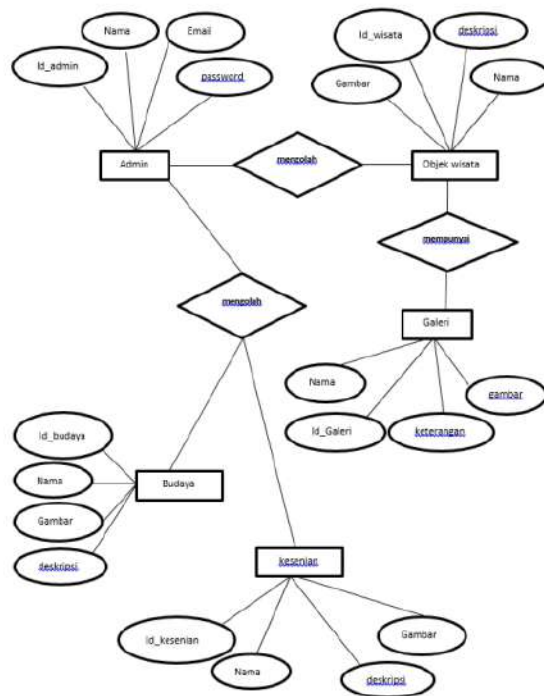 Nama
Email
Id_admin
password
Id_wisata
deskripsi
Gambar
Nama
Admin
mengolah
Objek wisata
mempunyai
mengolah
Galeri
Nama
gambar
Id_Galeri
keterangan
Id_budaya
Nama
Budaya
Gambar
deskripsi
kesenian
Id_kesenian
Gambar
Nama
deskripsi